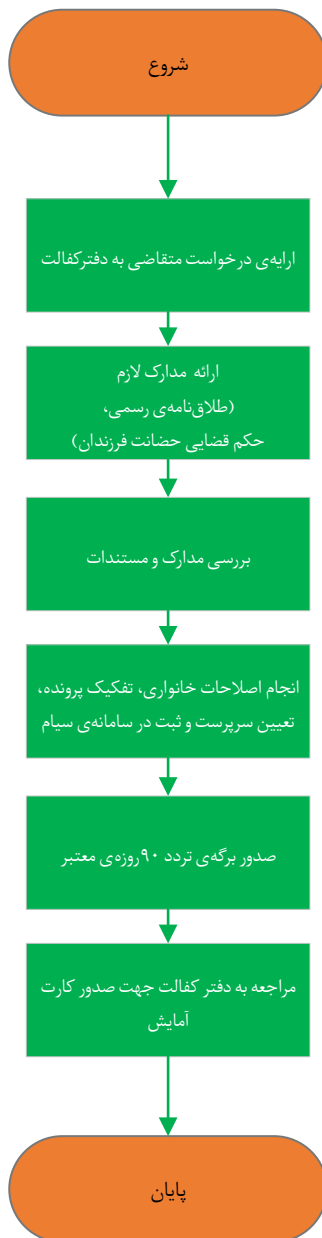 شروع
ارایه‌ی درخواست متقاضی به دفترکفالت
ارائه مدارک لازم
(طلاق‌نامه‌ی رسمی،
حکم قضایی حضانت فرزندان)
بررسی مدارک و مستندات
انجام اصلاحات خانواری، تفکیک پرونده،
تعیین سرپرست و ثبت در سامانه‌ی سیام
صدور برگه‌ی تردد ۹۰روزه‌ی معتبر
مراجعه به دفتر کفالت جهت صدور کارت
آمایش
پایان